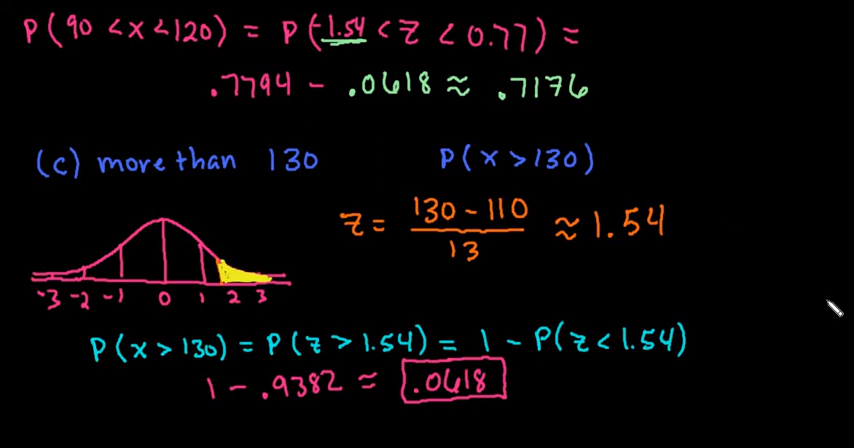 P(90 < x < 120) = P(-1.54 < Z < 0.77) =
.7794 - .0618 ≈ .7176
(c) more than 130 P(x > 130)
Z = (130 - 110)/13 ≈ 1.54
-3 -2 -1 0 1 2 3
P(x > 130) = P(Z > 1.54) = 1 - P(Z < 1.54)
1 - .9382 ≈ .0618